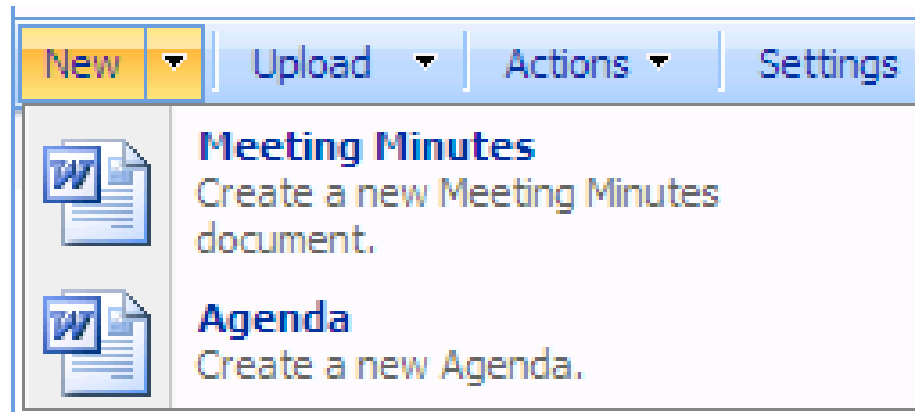 New Upload Actions Settings
Meeting Minutes
Create a new Meeting Minutes
document.
Agenda
Create a new Agenda.